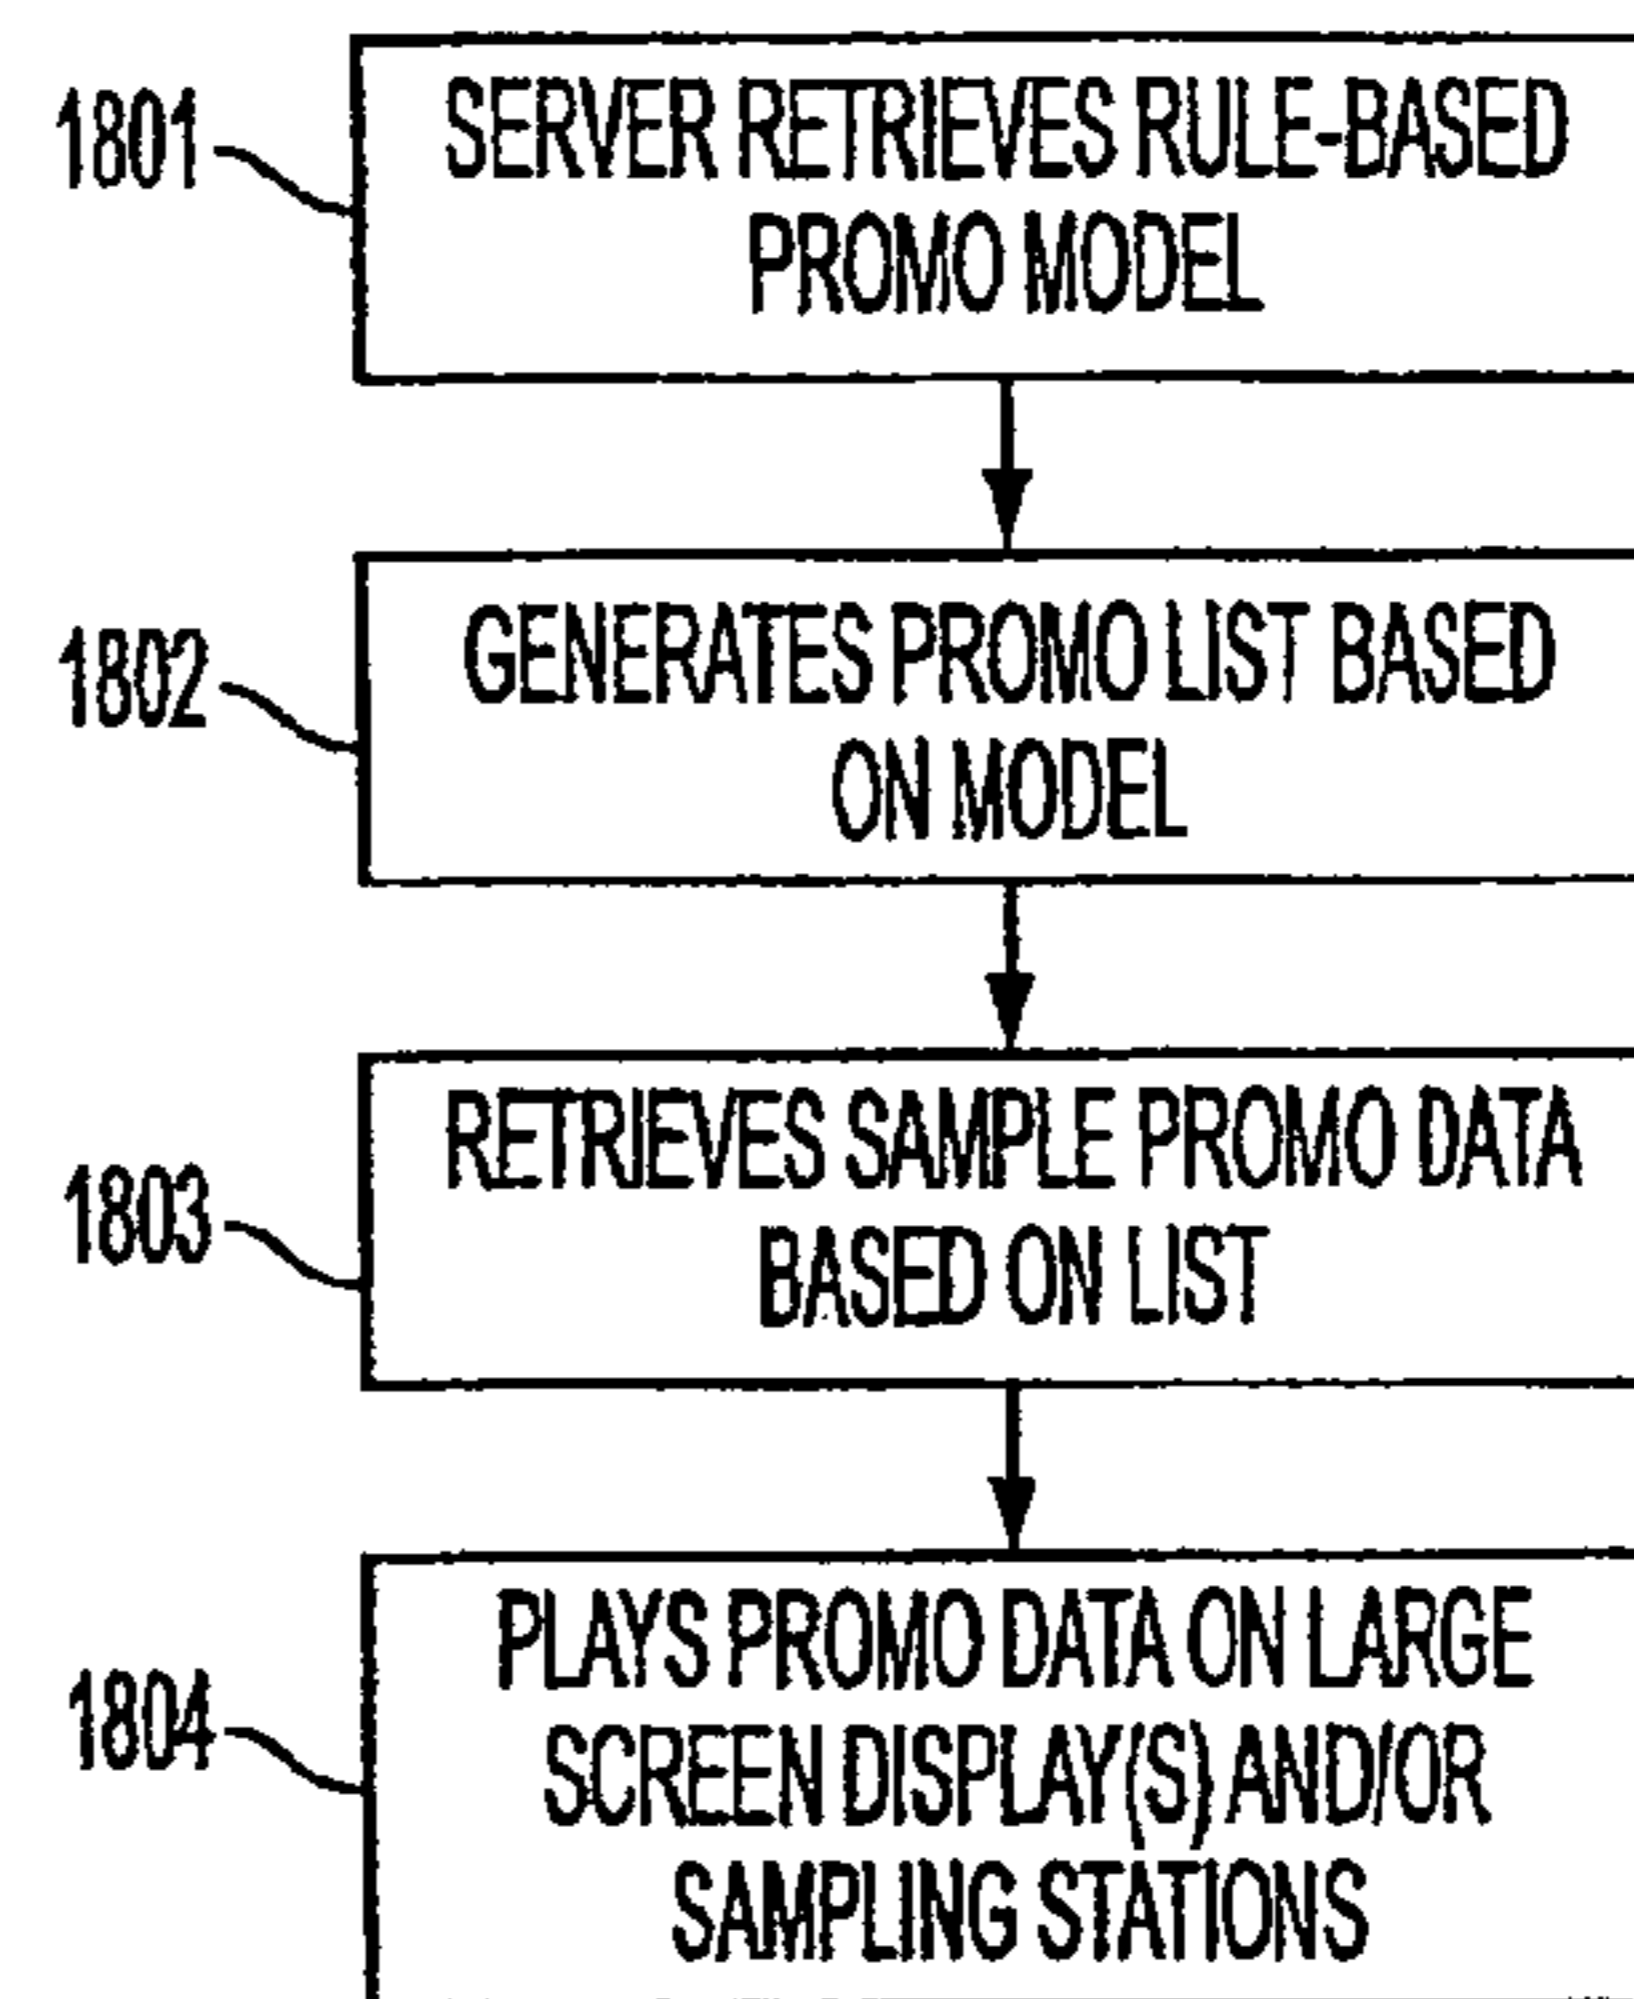 1801
SERVER RETRIEVES RULE-BASED
PROMO MODEL
1802
GENERATES PROMO LIST BASED
ON MODEL
1803
RETRIEVES SAMPLE PROMO DATA
BASED ON LIST
1804
PLAYS PROMO DATA ON LARGE
SCREEN DISPLAY(S) AND/OR
SAMPLING STATIONS